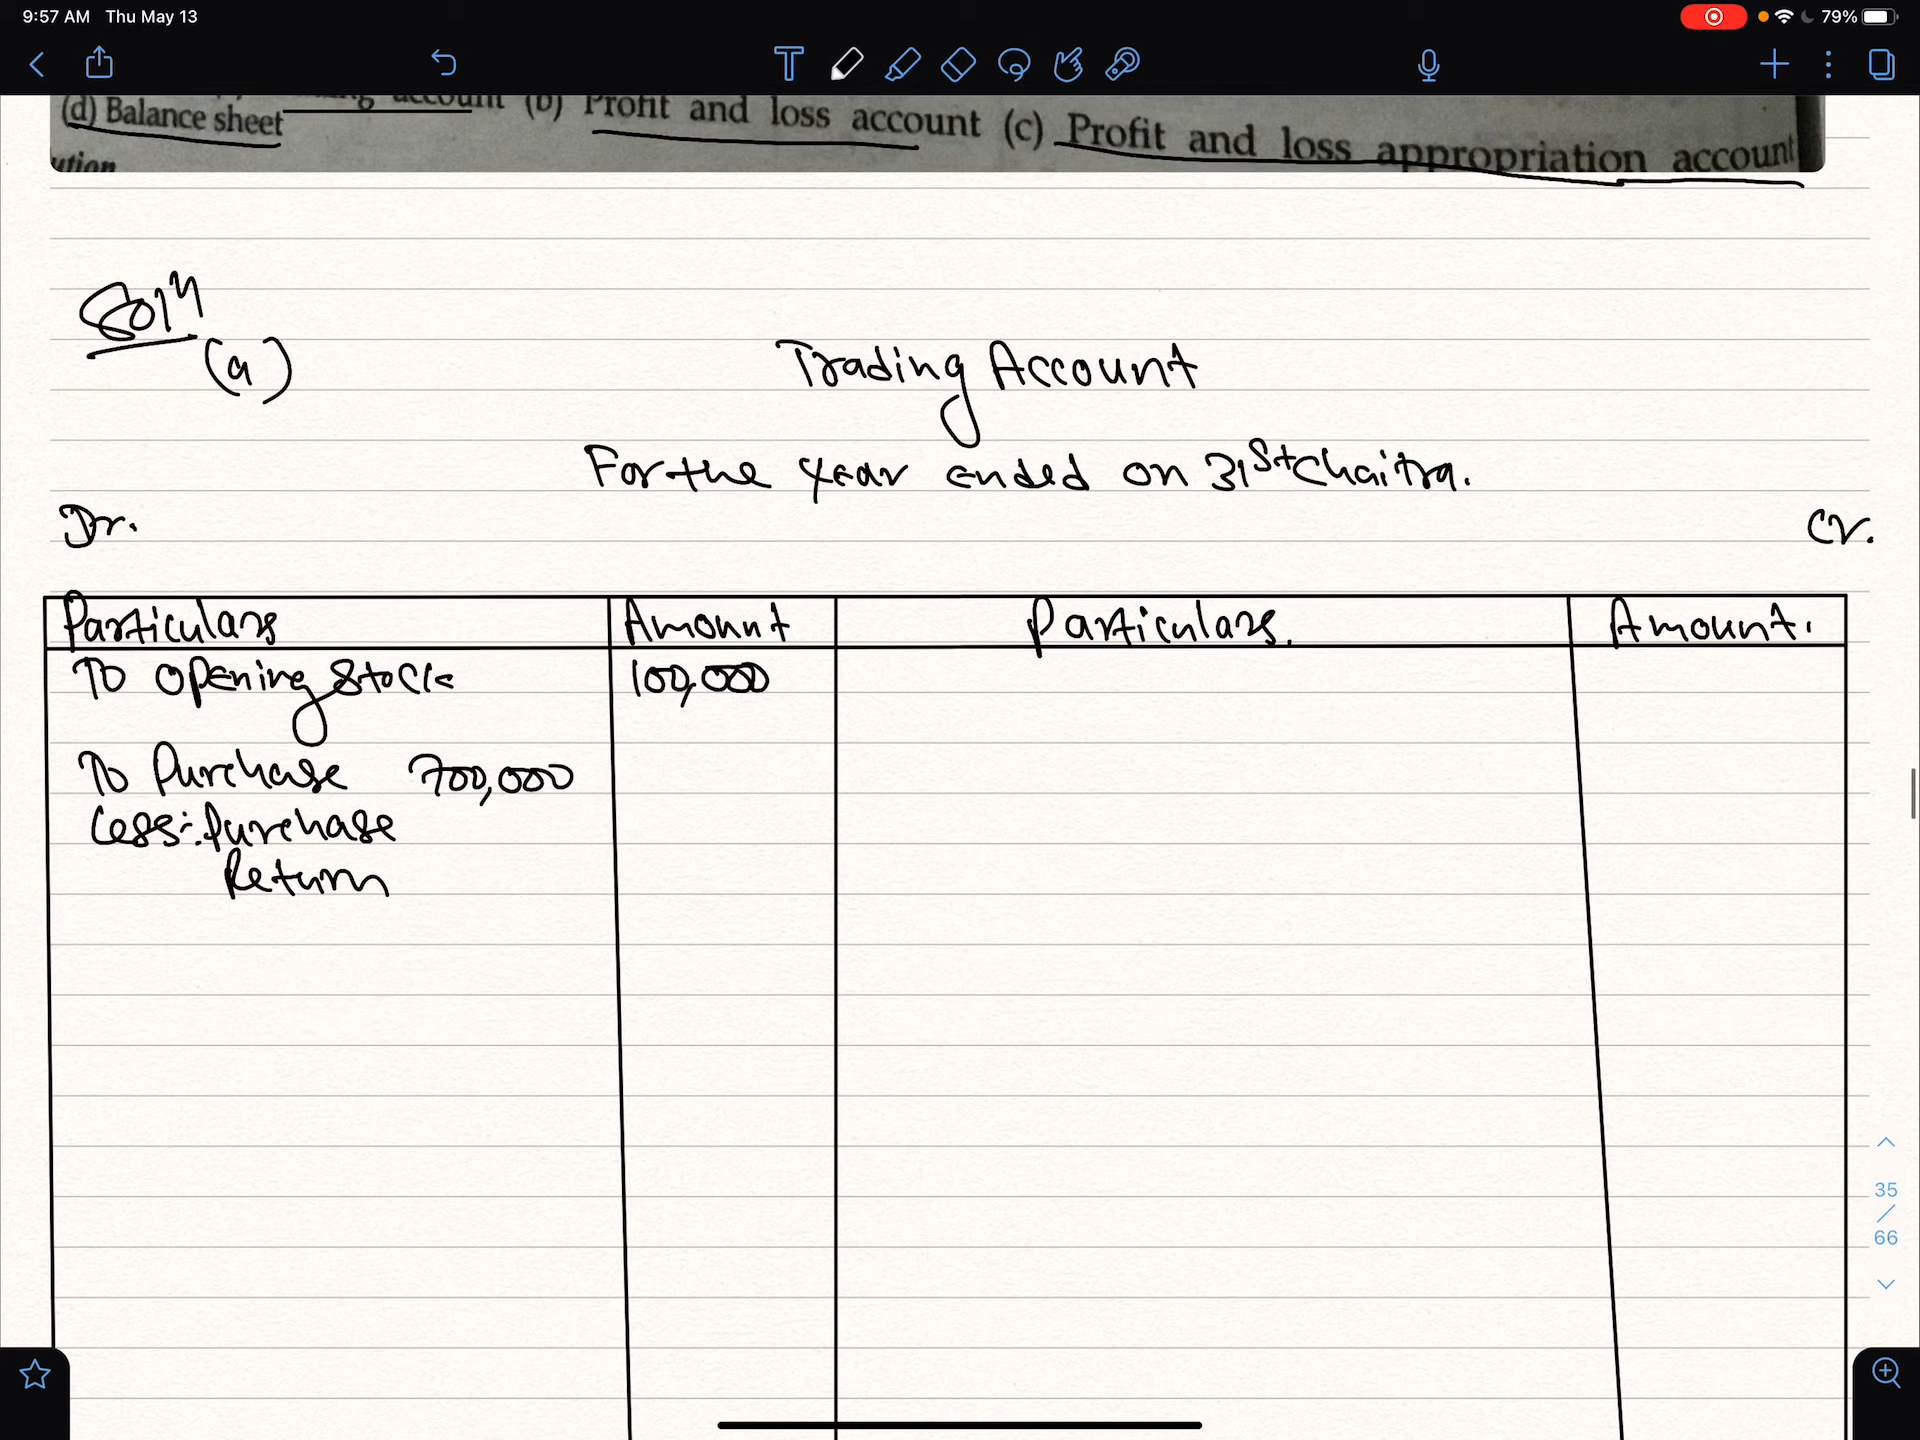 9:57 AM Thu May 13
79%
account (b) Profit and loss account (c) Profit and loss appropriation account
(d) Balance sheet
ution
Soln
(a)
Trading Account
For the year ended on 31st Chaitra.
Dr.
Cr.
Particulars Amount Particulars. Amount.
To Opening Stock 100,000
To Purchase 700,000
Less:- Purchase
Return
35
/
66